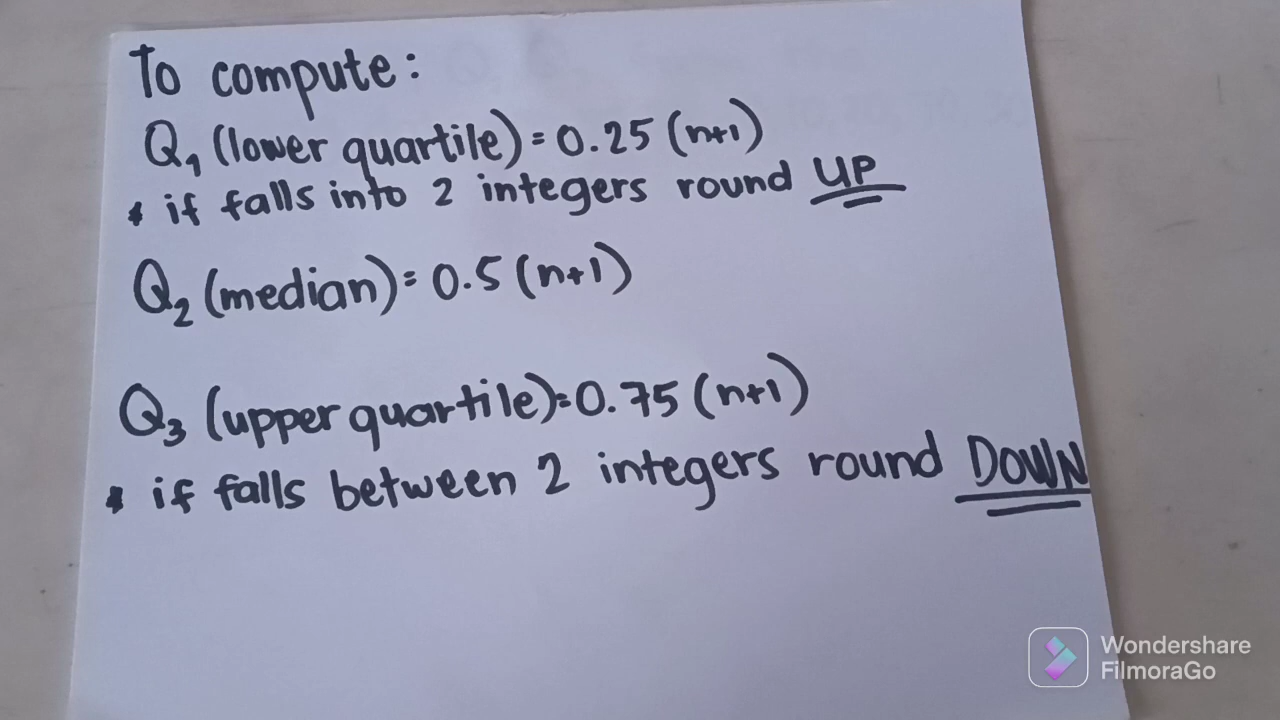 To compute:
Q₁ (lower quartile) = 0.25 (n+1)
* if falls into 2 integers round UP
Q₂ (median) = 0.5 (n+1)
Q₃ (upper quartile) = 0.75 (n+1)
* if falls between 2 integers round DOWN
Wondershare
FilmoraGo